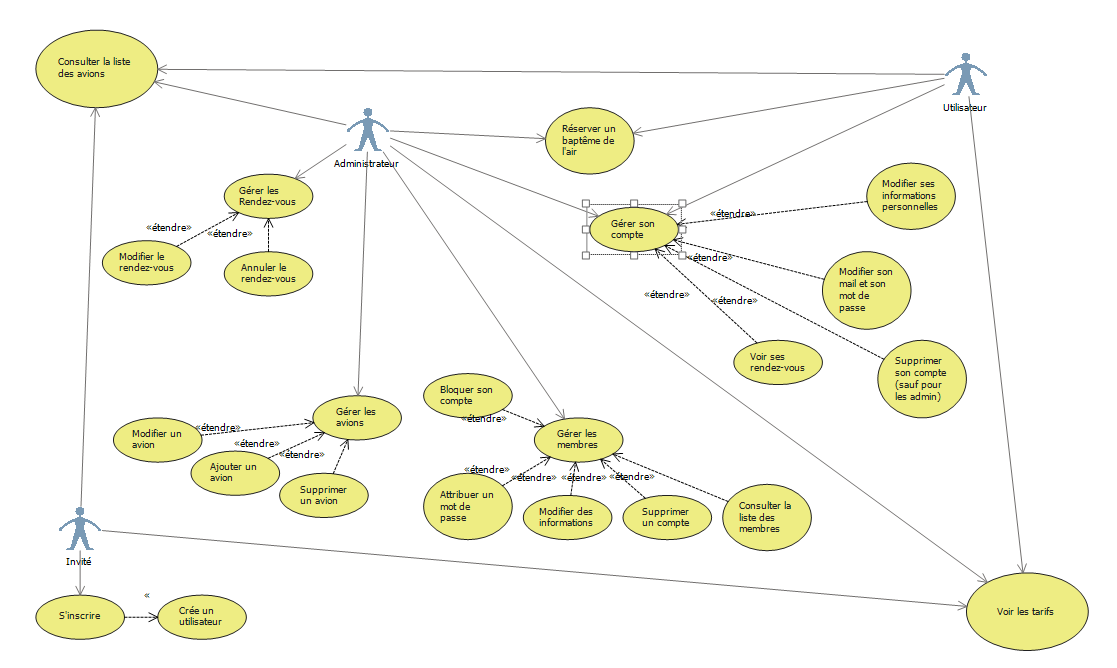 Consulter la liste
des avions
Utilisateur
Administrateur
Réserver un
baptême de
l'air
Gérer les
Rendez-vous
«étendre»
«étendre»
Modifier le
rendez-vous
Annuler le
rendez-vous
Gérer son
compte
«étendre»
Modifier ses
informations
personnelles
«étendre»
Modifier son
mail et son
mot de
passe
«étendre»
«étendre»
Voir ses
rendez-vous
Supprimer
son compte
(sauf pour
les admin)
Bloquer son
compte
«étendre»
Gérer les
avions
«étendre»
Modifier un
avion
«étendre»
«étendre»
Ajouter un
avion
Supprimer
un avion
Gérer les
membres
«étendre»
«étendre»
«étendre»
«étendre»
Attribuer un
mot de
passe
Modifier des
informations
Supprimer
un compte
Consulter la
liste des
membres
Invité
«
S'inscrire
Crée un
utilisateur
Voir les tarifs